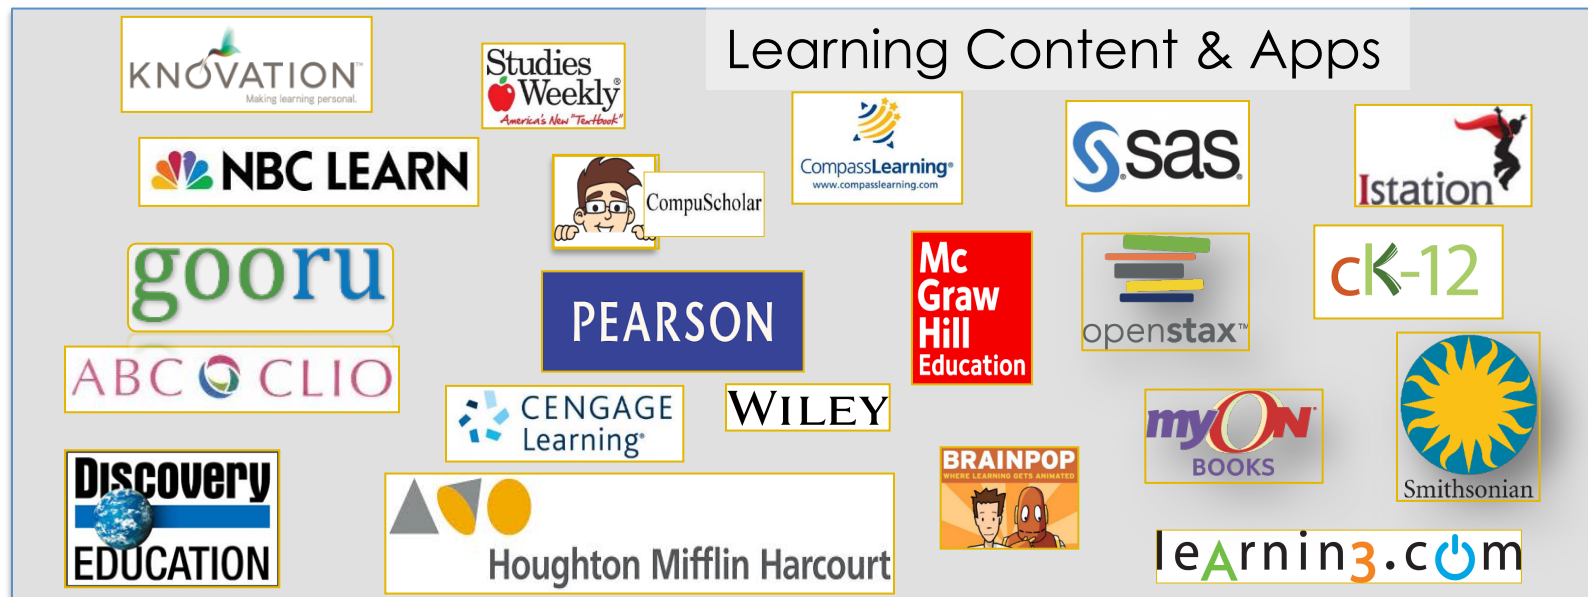 Learning Content & Apps
KNOVATION™
Making learning personal.
Studies
Weekly®
America's New "Textbook"
CompassLearning®
www.compasslearning.com
sas
Istation
NBC LEARN
CompuScholar
gooru
PEARSON
Mc
Graw
Hill
Education
openstax™
cK-12
ABC CLIO
CENGAGE
Learning®
WILEY
myON®
BOOKS
Smithsonian
Discovery
EDUCATION
Houghton Mifflin Harcourt
BRAINPOP
WHERE LEARNING GETS ANIMATED
leArnin3.com